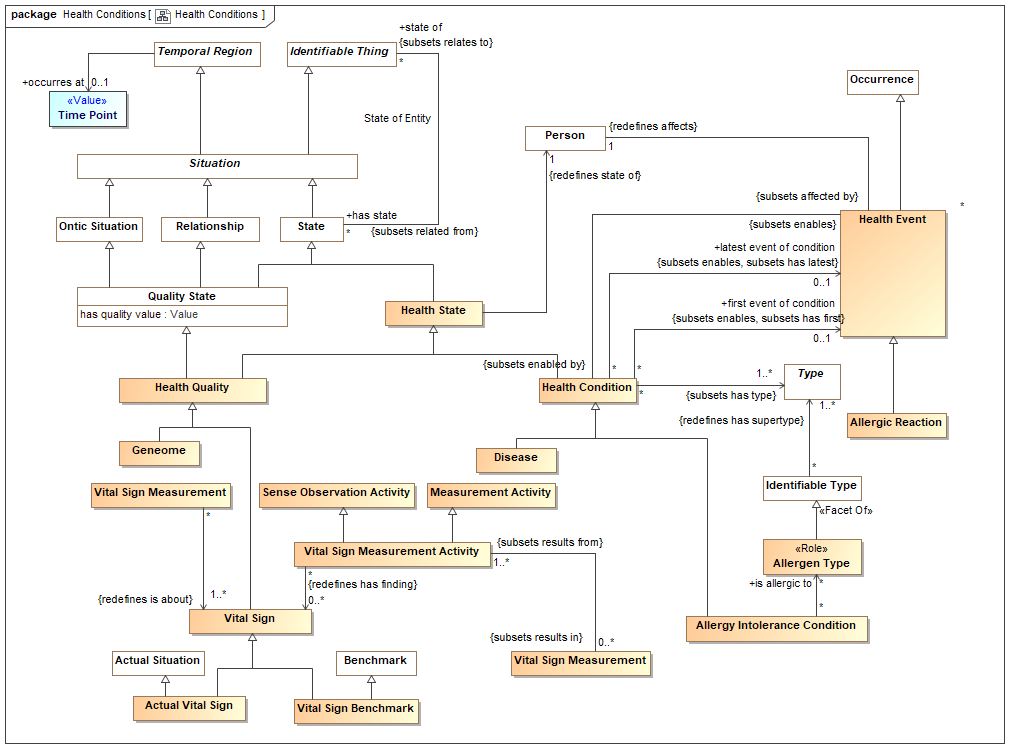 package Health Conditions [ Health Conditions ]
+state of
{subsets relates to}
*
Temporal Region
Identifiable Thing
Occurrence
+occurres at 0..1
«Value»
Time Point
State of Entity
Person
{redefines affects}
1
1
{redefines state of}
Situation
{subsets affected by}
*
Ontic Situation
Relationship
State
+has state
*
{subsets related from}
{subsets enables}
Health Event
+latest event of condition
{subsets enables, subsets has latest}
0..1
Quality State
has quality value : Value
Health State
+first event of condition
{subsets enables, subsets has first}
0..1
{subsets enabled by}
*
*
Health Quality
Health Condition
*
1..*
{subsets has type}
Type
1..*
{redefines has supertype}
Allergic Reaction
Geneome
Disease
*
Identifiable Type
«Facet Of»
Vital Sign Measurement
*
Sense Observation Activity
Measurement Activity
Vital Sign Measurement Activity
{subsets results from}
1..*
«Role»
Allergen Type
+is allergic to
*
*
*
{redefines has finding}
0..*
1..*
{redefines is about}
Vital Sign
Allergy Intolerance Condition
{subsets results in}
0..*
Vital Sign Measurement
Actual Situation
Benchmark
Actual Vital Sign
Vital Sign Benchmark